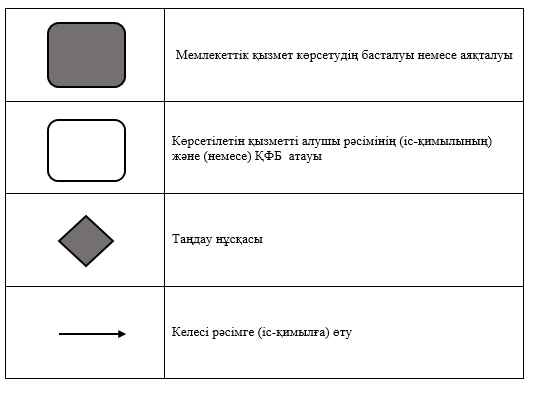 Мемлекеттік қызмет көрсетудің басталуы немесе аяқталуы
Көрсетілетін қызметті алушы рәсімінің (іс-қимылының)
және (немесе) ҚФБ атауы
Таңдау нұсқасы
Келесі рәсімге (іс-қимылға) өту